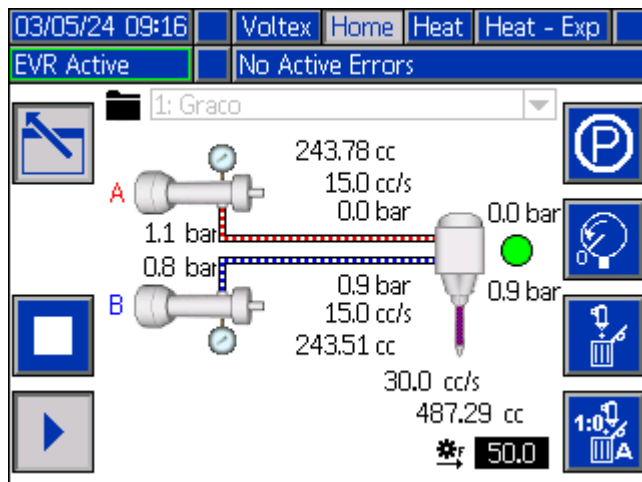 03/05/24 09:16 Voltex Home Heat Heat - Exp
EVR Active No Active Errors
1: Graco
243.78 cc
A 15.0 cc/s
0.0 bar 0.0 bar
1.1 bar
0.8 bar
0.9 bar 0.9 bar
B 15.0 cc/s
243.51 cc
30.0 cc/s
487.29 cc
F 50.0
P
0
1:0
A